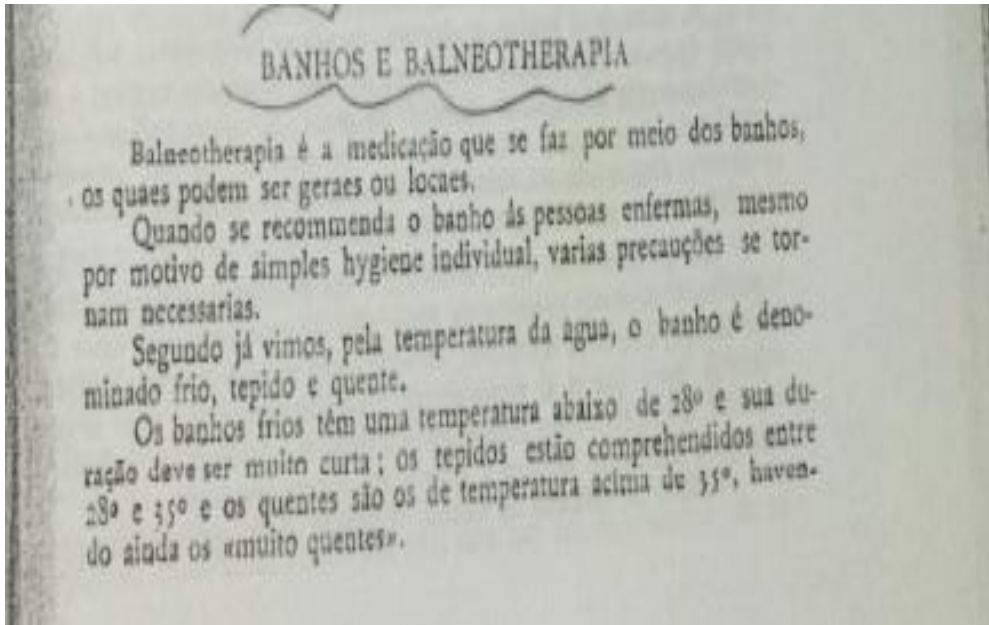 BANHOS E BALNEOTHERAPIA
Balneotherapia é a medicação que se faz por meio dos banhos,
os quaes podem ser geraes ou locaes.
Quando se recommenda o banho ás pessoas enfermas, mesmo
por motivo de simples hygiene individual, varias precauções se tor-
nam necessarias.
Segundo já vimos, pela temperatura da agua, o banho é deno-
minado frio, tepido e quente.
Os banhos frios têm uma temperatura abaixo de 28º e sua du-
ração deve ser muito curta; os tepidos estão comprehendidos entre
28º e 35º e os quentes são os de temperatura acima de 35º, haven-
do ainda os «muito quentes».